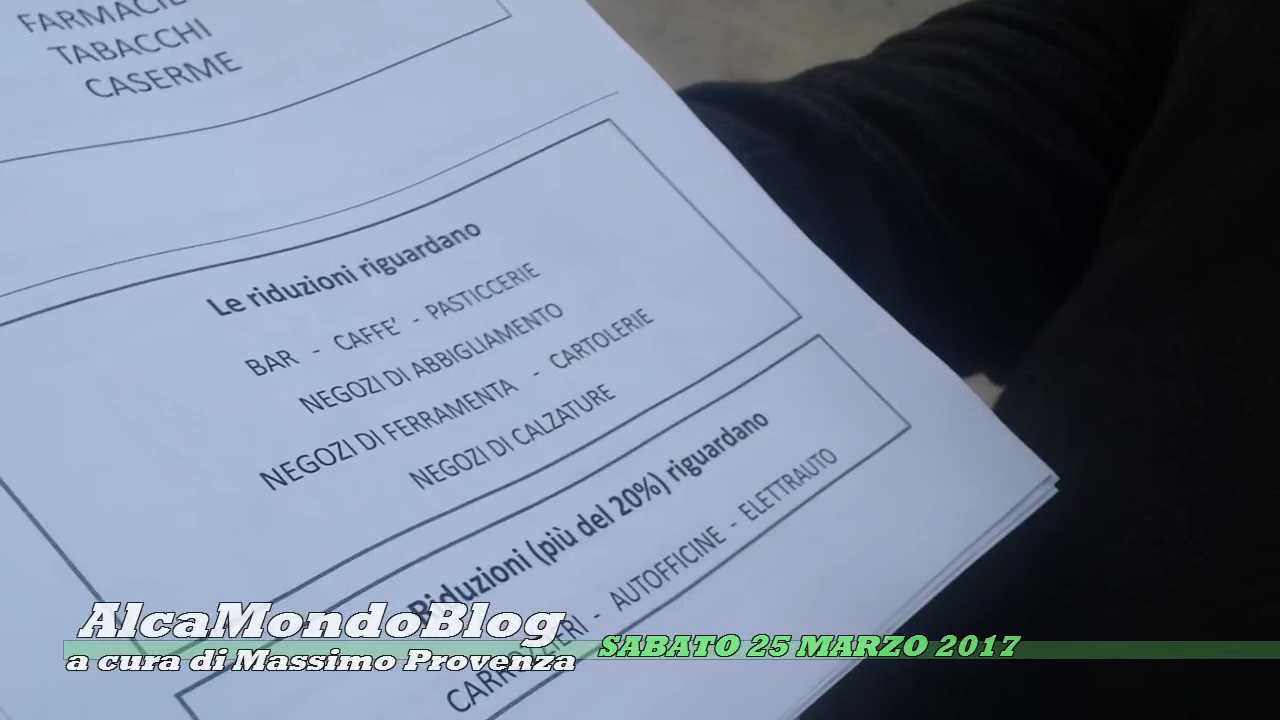 FARMACIE
TABACCHI
CASERME
Le riduzioni riguardano
BAR - CAFFE' - PASTICCERIE
NEGOZI DI ABBIGLIAMENTO
NEGOZI DI FERRAMENTA - CARTOLERIE
NEGOZI DI CALZATURE
Riduzioni (più del 20%) riguardano
CARROZZIERI - AUTOFFICINE - ELETTRAUTO
AlcaMondoBlog
a cura di Massimo Provenza
SABATO 25 MARZO 2017